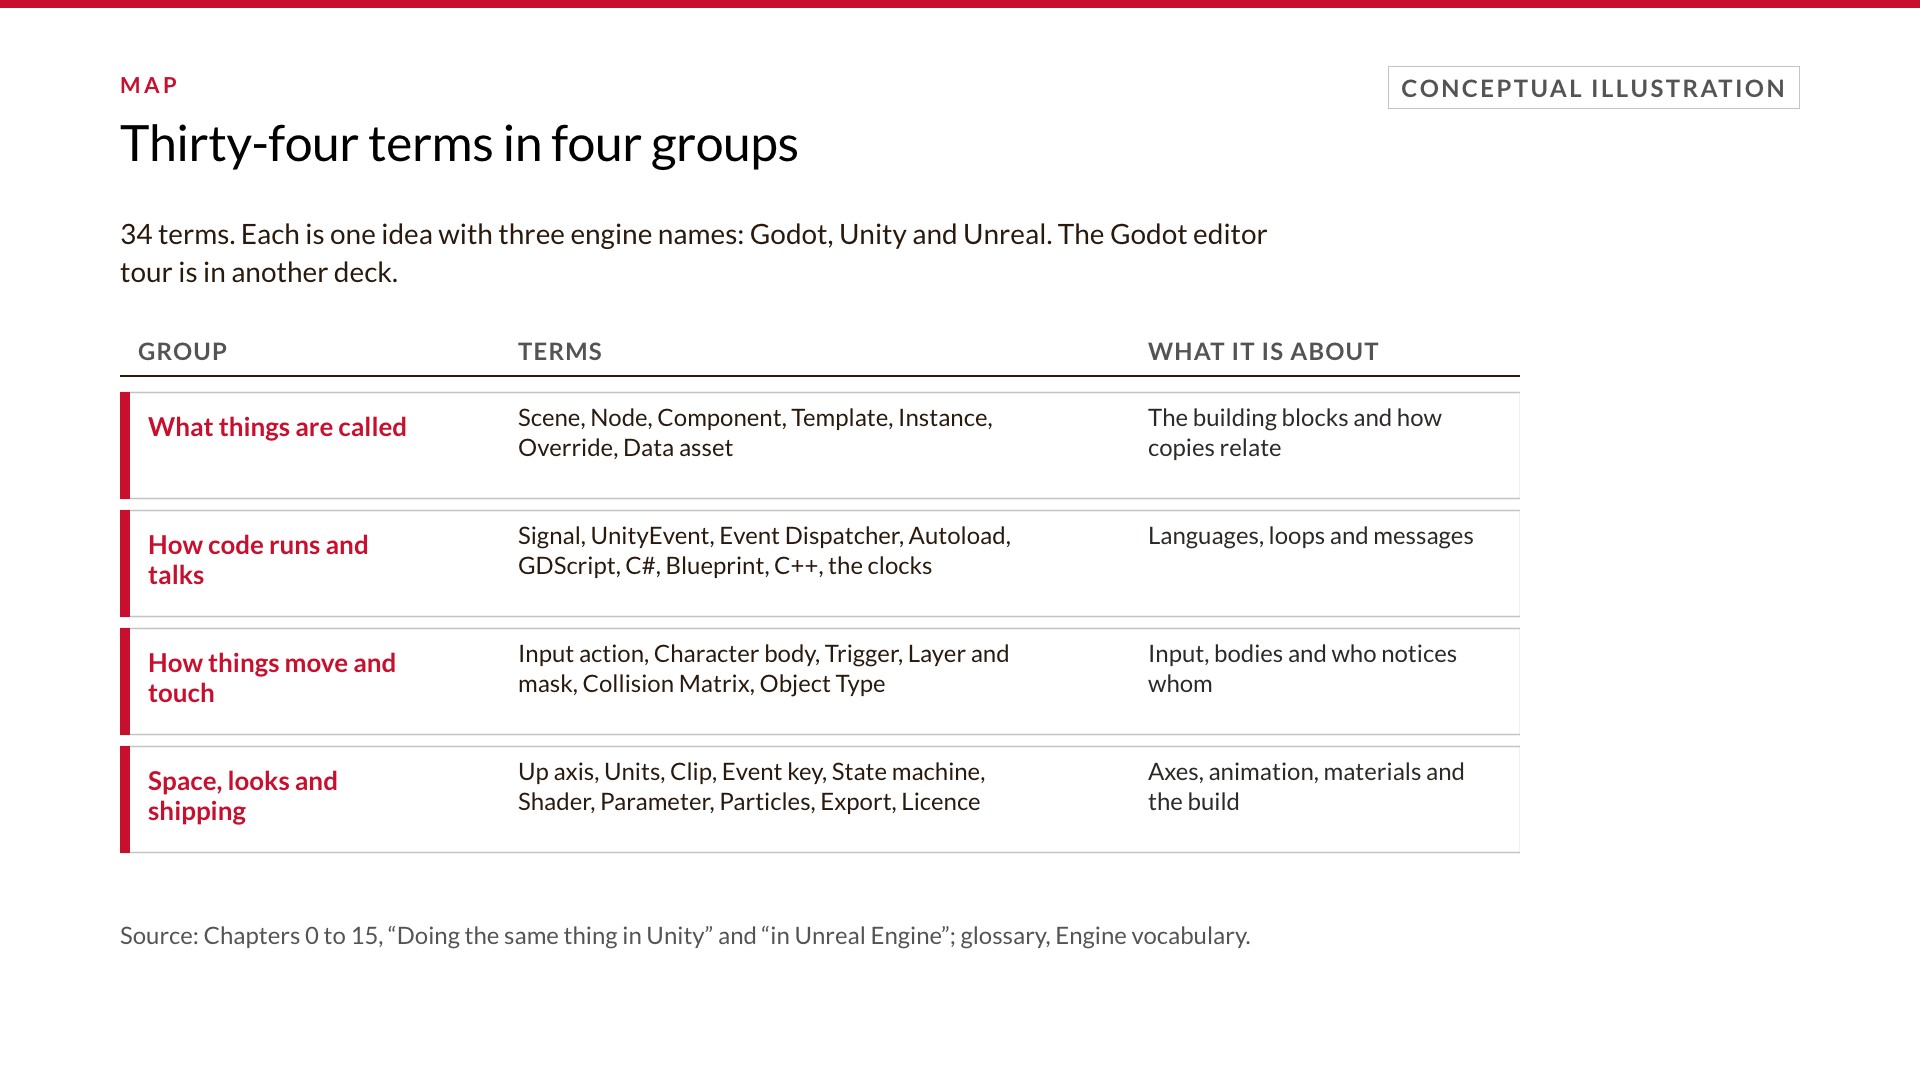 MAP
CONCEPTUAL ILLUSTRATION
Thirty-four terms in four groups
34 terms. Each is one idea with three engine names: Godot, Unity and Unreal. The Godot editor
tour is in another deck.
GROUP TERMS WHAT IT IS ABOUT
What things are called
Scene, Node, Component, Template, Instance,
Override, Data asset
The building blocks and how
copies relate
How code runs and
talks
Signal, UnityEvent, Event Dispatcher, Autoload,
GDScript, C#, Blueprint, C++, the clocks
Languages, loops and messages
How things move and
touch
Input action, Character body, Trigger, Layer and
mask, Collision Matrix, Object Type
Input, bodies and who notices
whom
Space, looks and
shipping
Up axis, Units, Clip, Event key, State machine,
Shader, Parameter, Particles, Export, Licence
Axes, animation, materials and
the build
Source: Chapters 0 to 15, “Doing the same thing in Unity” and “in Unreal Engine”; glossary, Engine vocabulary.